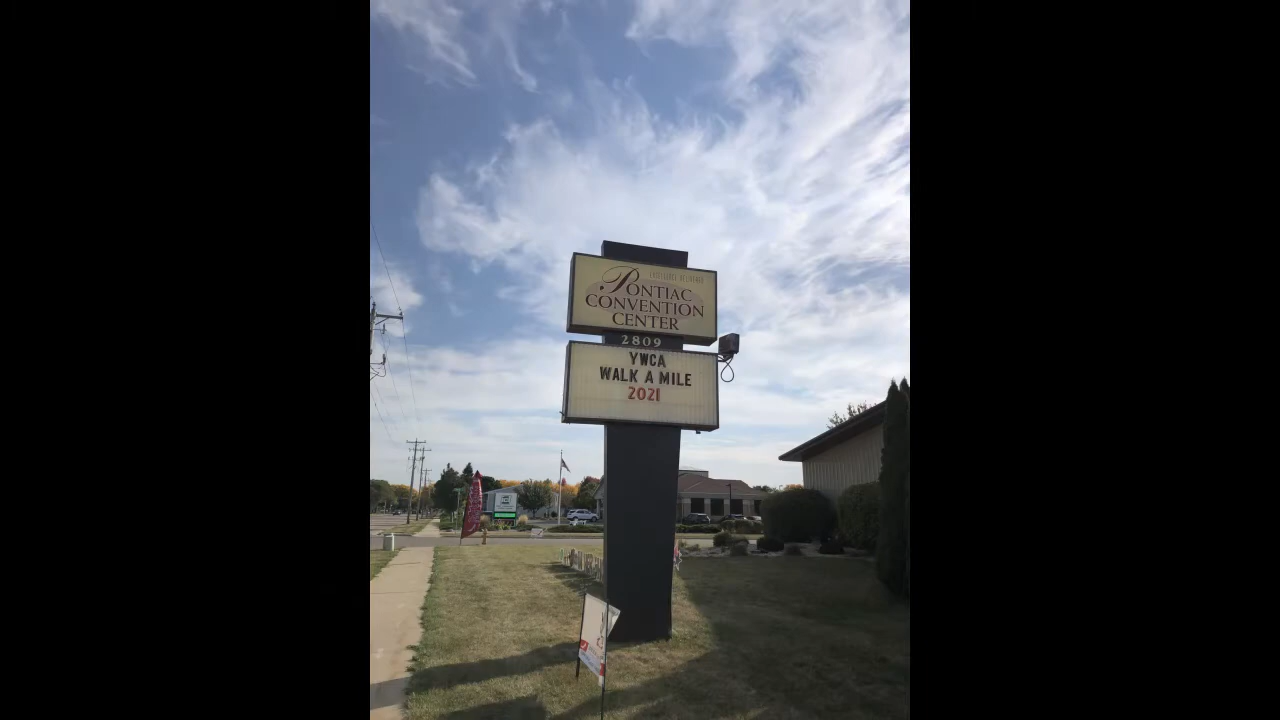 PONTIAC
CONVENTION
CENTER
2809
YWCA
WALK A MILE
2021